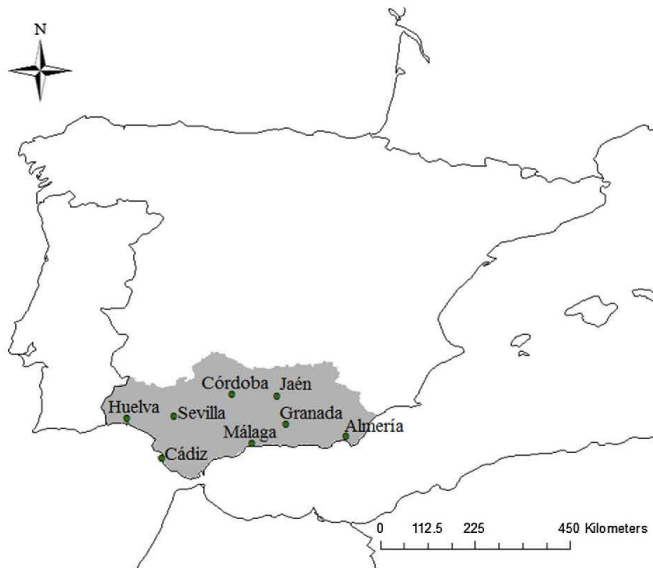 N
Córdoba
Jaén
Huelva
Sevilla
Granada
Málaga
Almería
Cádiz
0 112.5 225 450 Kilometers